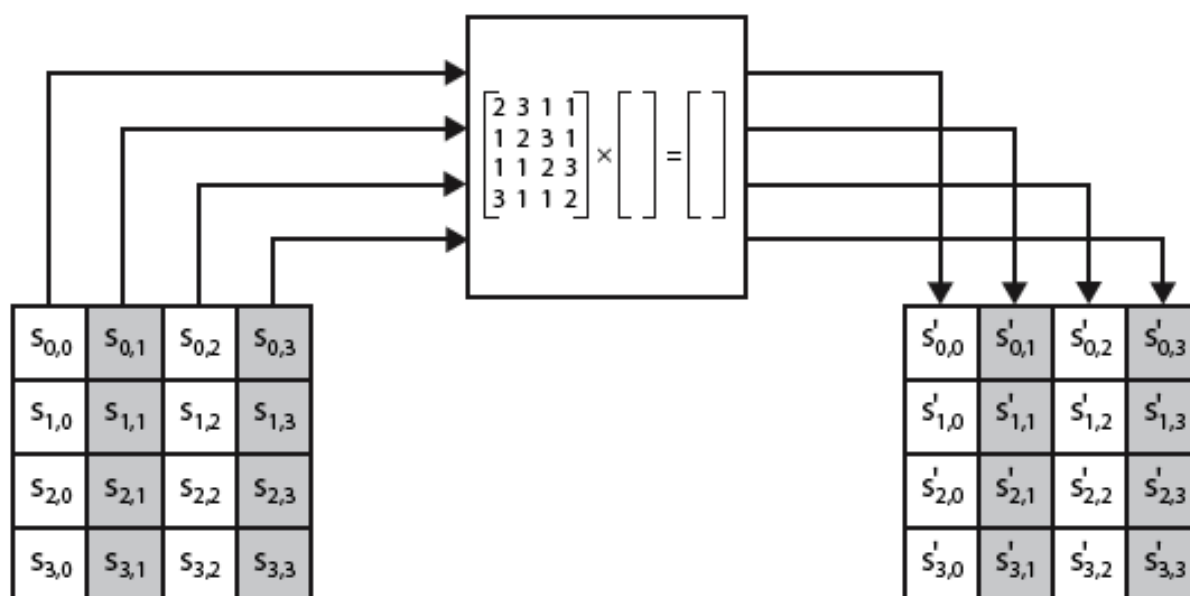 2 3 1 1
1 2 3 1
1 1 2 3
3 1 1 2
× =
S0,0 S0,1 S0,2 S0,3
S1,0 S1,1 S1,2 S1,3
S2,0 S2,1 S2,2 S2,3
S3,0 S3,1 S3,2 S3,3
S'0,0 S'0,1 S'0,2 S'0,3
S'1,0 S'1,1 S'1,2 S'1,3
S'2,0 S'2,1 S'2,2 S'2,3
S'3,0 S'3,1 S'3,2 S'3,3